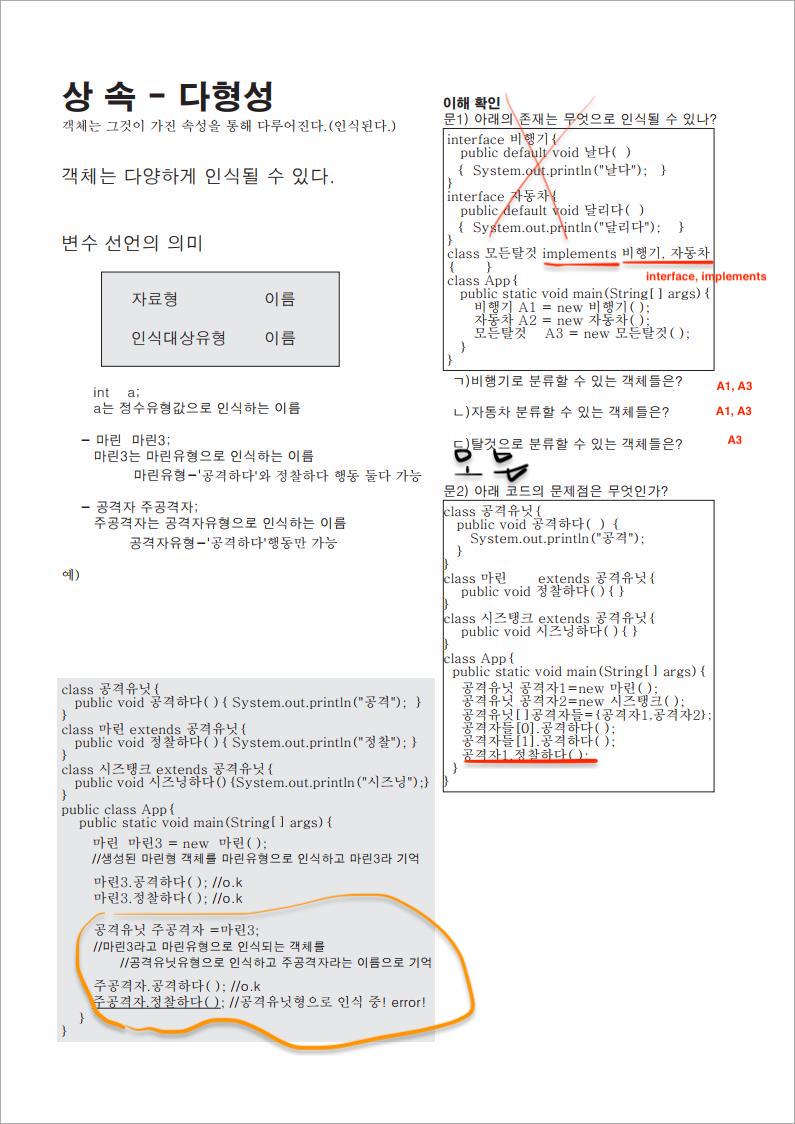 상 속 - 다형성
객체는 그것이 가진 속성을 통해 다루어진다.(인식된다.)
객체는 다양하게 인식될 수 있다.
변수 선언의 의미
자료형 이름
인식대상유형 이름
int a;
a는 정수유형값으로 인식하는 이름
- 마린 마린3;
마린3는 마린유형으로 인식하는 이름
마린유형-'공격하다'와 정찰하다 행동 둘다 가능
- 공격자 주공격자;
주공격자는 공격자유형으로 인식하는 이름
공격자유형-'공격하다'행동만 가능
예)
class 공격유닛{
public void 공격하다(){ System.out.println("공격"); }
}
class 마린 extends 공격유닛{
public void 정찰하다(){ System.out.println("정찰"); }
}
class 시즈탱크 extends 공격유닛{
public void 시즈닝하다(){System.out.println("시즈닝");}
}
public class App{
public static void main(String[] args){
마린 마린3 = new 마린();
//생성된 마린형 객체를 마린유형으로 인식하고 마린3라 기억
마린3.공격하다(); //o.k
마린3.정찰하다(); //o.k
공격유닛 주공격자 =마린3;
//마린3라고 마린유형으로 인식되는 객체를
//공격유닛유형으로 인식하고 주공격자라는 이름으로 기억
주공격자.공격하다(); //o.k
주공격자.정찰하다(); //공격유닛형으로 인식 중! error!
}
}
이해 확인
문1) 아래의 존재는 무엇으로 인식될 수 있나?
interface 비행기{
public default void 날다( )
{ System.out.println("날다"); }
}
interface 자동차{
public default void 달리다( )
{ System.out.println("달리다"); }
}
class 모든탈것 implements 비행기, 자동차
{ }
interface, implements
class App{
public static void main(String[] args){
비행기 A1 = new 비행기();
자동차 A2 = new 자동차();
모든탈것 A3 = new 모든탈것();
}
}
ㄱ)비행기로 분류할 수 있는 객체들은? A1, A3
ㄴ)자동차 분류할 수 있는 객체들은? A1, A3
ㄷ)탈것으로 분류할 수 있는 객체들은? A3
모든
문2) 아래 코드의 문제점은 무엇인가?
class 공격유닛{
public void 공격하다( ) {
System.out.println("공격");
}
}
class 마린 extends 공격유닛{
public void 정찰하다(){}
}
class 시즈탱크 extends 공격유닛{
public void 시즈닝하다(){}
}
class App{
public static void main(String[] args){
공격유닛 공격자1=new 마린();
공격유닛 공격자2=new 시즈탱크();
공격유닛[]공격자들={공격자1.공격자2};
공격자들[0].공격하다();
공격자들[1].공격하다();
공격자1.정찰하다();
}
}